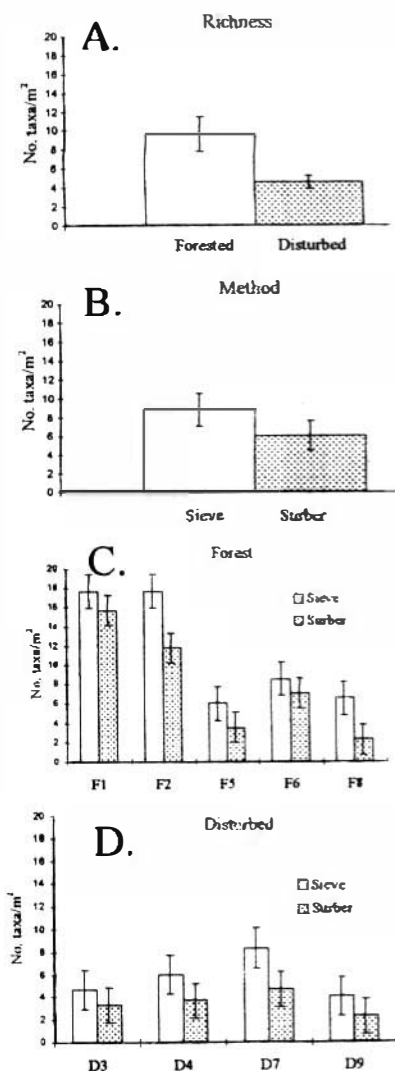 A.
Richness
No. taxa/m²
20
18
16
14
12
10
8
6
4
2
0
Forested Disturbed
B.
Method
No. taxa/m²
20
18
16
14
12
10
8
6
4
2
0
Sieve Surber
C.
Forest
No. taxa/m²
20
18
16
14
12
10
8
6
4
2
0
Sieve
Surber
F1 F2 F5 F6 F8
D.
Disturbed
No. taxa/m²
20
18
16
14
12
10
8
6
4
2
0
Sieve
Surber
D3 D4 D7 D9